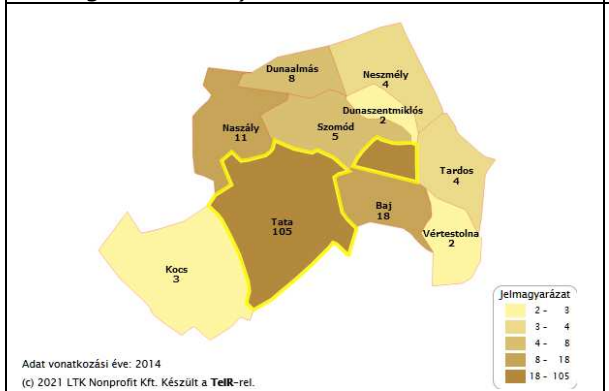 Dunaalmás
8
Neszmély
4
Dunaszentmiklós
2
Naszály
11
Szomód
5
Tardos
4
Baj
18
Tata
105
Vértestolna
2
Kocs
3
Jelmagyarázat
2 - 3
3 - 4
4 - 8
8 - 18
18 - 105
Adat vonatkozási éve: 2014
(c) 2021 LTK Nonprofit Kft. Készült a TeIR-rel.